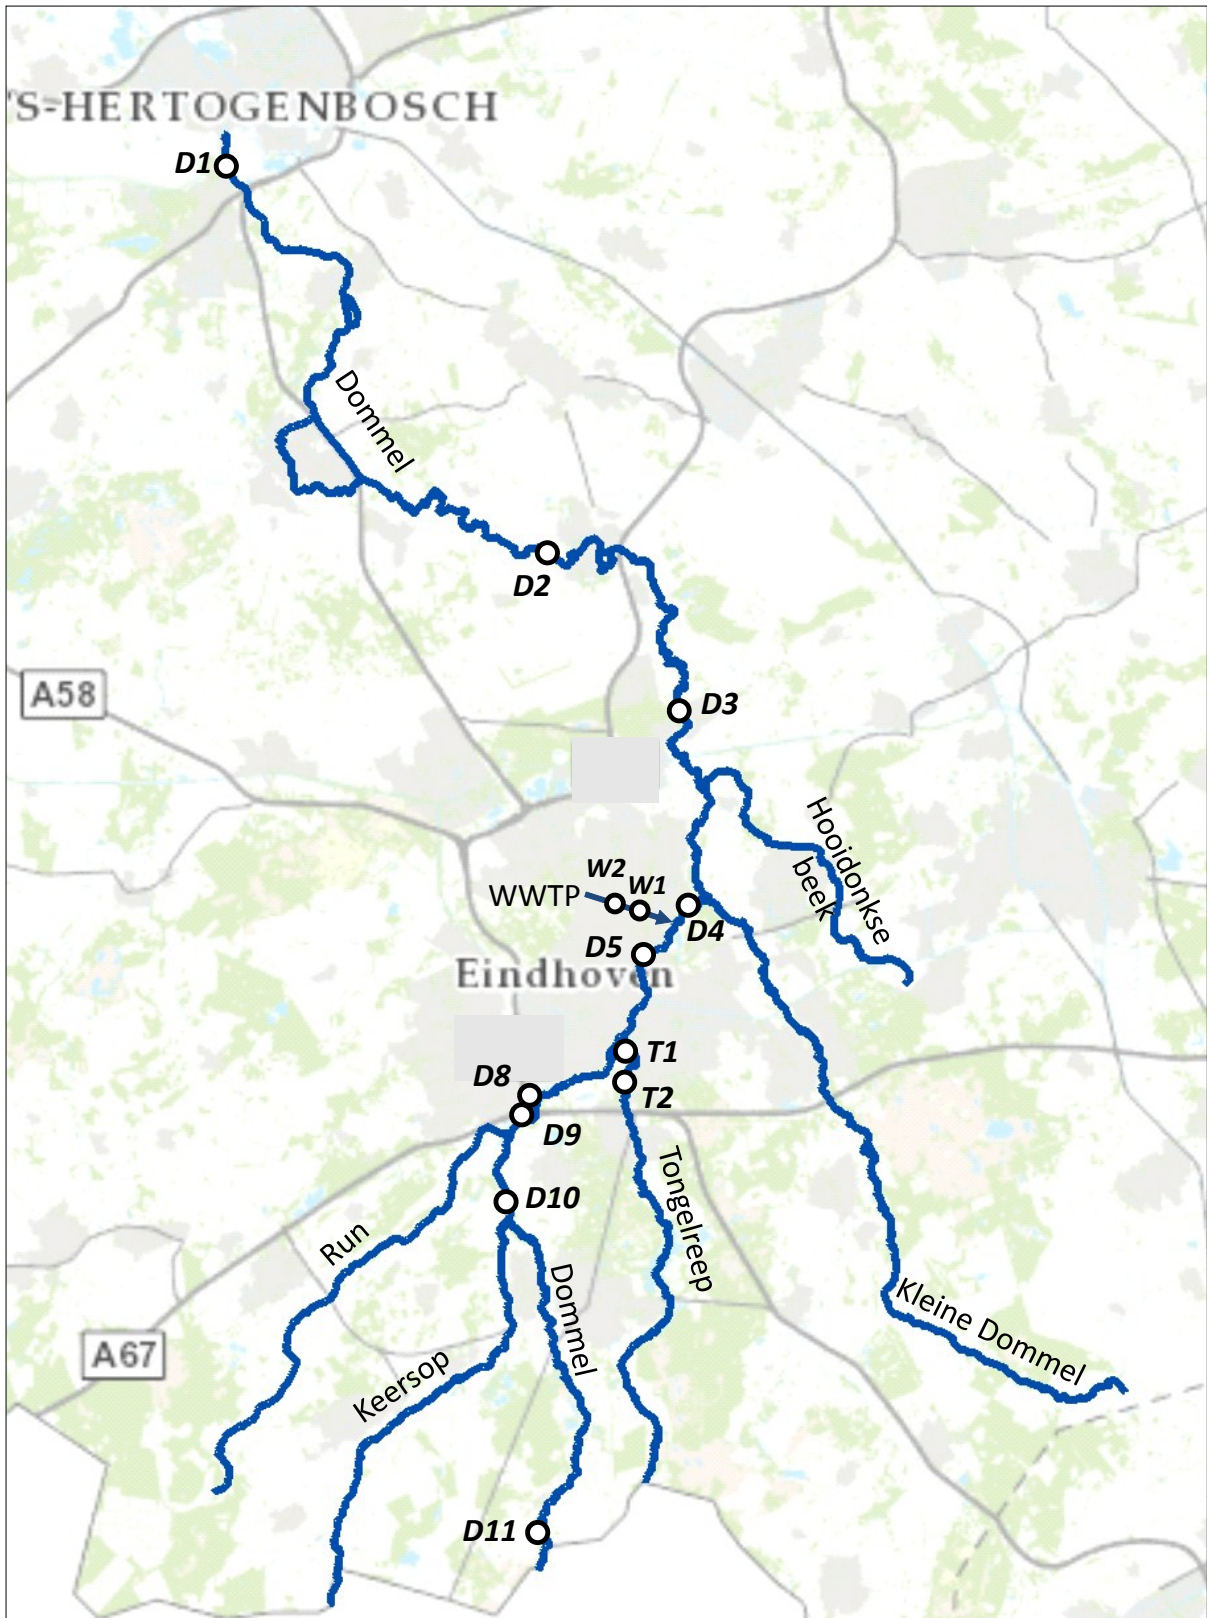 'S-HERTOGENBOSCH
D1
Dommel
D2
A58
D3
Hooidonkse
beek
W2
W1
WWTP
D4
D5
Eindhoven
T1
D8
T2
D9
Tongelreep
D10
Run
Dommel
Kleine Dommel
A67
Keersop
D11